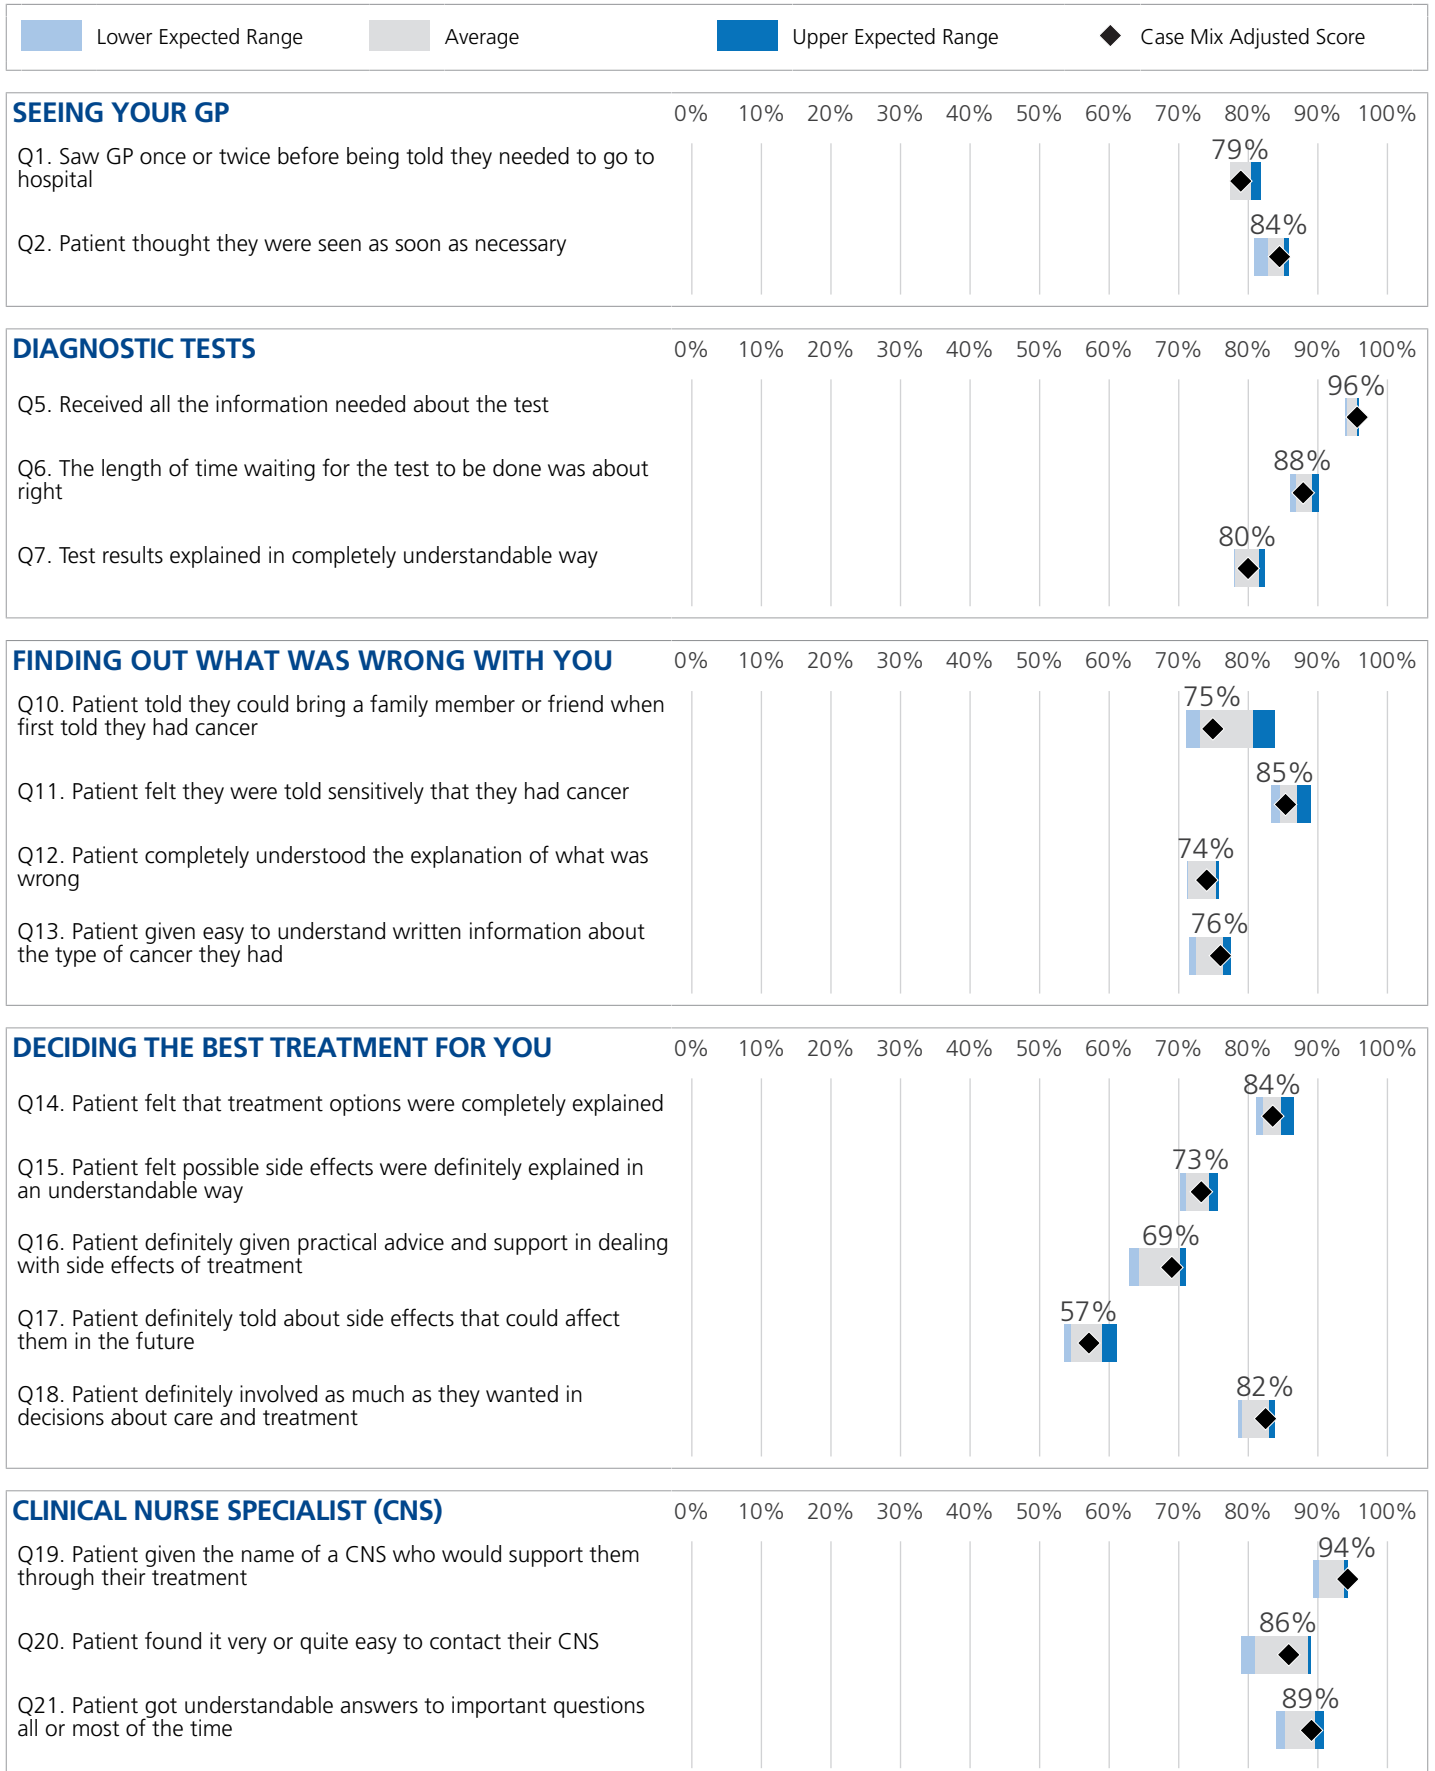 Lower Expected Range Average Upper Expected Range Case Mix Adjusted Score
SEEING YOUR GP 0% 10% 20% 30% 40% 50% 60% 70% 80% 90% 100%
Q1. Saw GP once or twice before being told they needed to go to
hospital
79%
Q2. Patient thought they were seen as soon as necessary
84%
DIAGNOSTIC TESTS 0% 10% 20% 30% 40% 50% 60% 70% 80% 90% 100%
Q5. Received all the information needed about the test
96%
Q6. The length of time waiting for the test to be done was about
right
88%
Q7. Test results explained in completely understandable way
80%
FINDING OUT WHAT WAS WRONG WITH YOU 0% 10% 20% 30% 40% 50% 60% 70% 80% 90% 100%
Q10. Patient told they could bring a family member or friend when
first told they had cancer
75%
Q11. Patient felt they were told sensitively that they had cancer
85%
Q12. Patient completely understood the explanation of what was
wrong
74%
Q13. Patient given easy to understand written information about
the type of cancer they had
76%
DECIDING THE BEST TREATMENT FOR YOU 0% 10% 20% 30% 40% 50% 60% 70% 80% 90% 100%
Q14. Patient felt that treatment options were completely explained
84%
Q15. Patient felt possible side effects were definitely explained in
an understandable way
73%
Q16. Patient definitely given practical advice and support in dealing
with side effects of treatment
69%
Q17. Patient definitely told about side effects that could affect
them in the future
57%
Q18. Patient definitely involved as much as they wanted in
decisions about care and treatment
82%
CLINICAL NURSE SPECIALIST (CNS) 0% 10% 20% 30% 40% 50% 60% 70% 80% 90% 100%
Q19. Patient given the name of a CNS who would support them
through their treatment
94%
Q20. Patient found it very or quite easy to contact their CNS
86%
Q21. Patient got understandable answers to important questions
all or most of the time
89%